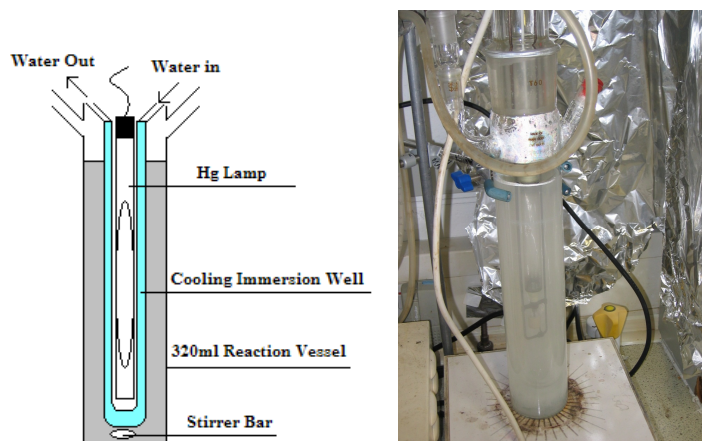 Water Out
Water in
Hg Lamp
Cooling Immersion Well
320ml Reaction Vessel
Stirrer Bar